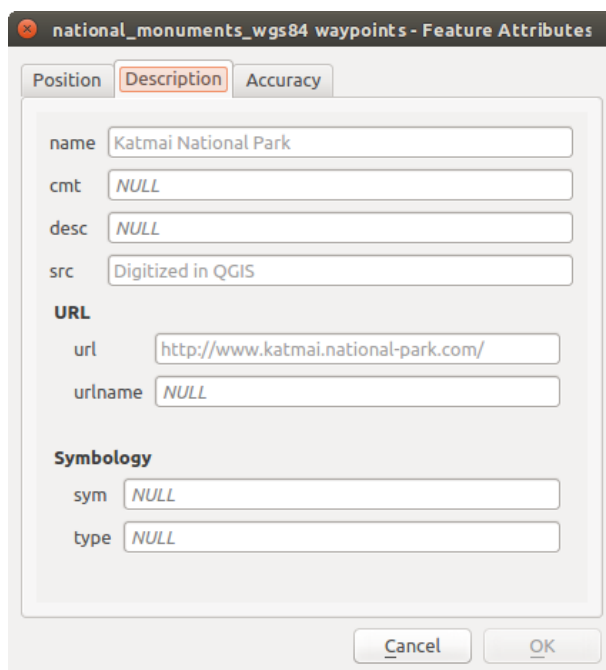 national_monuments_wgs84 waypoints - Feature Attributes
Position Description Accuracy
name Katmai National Park
cmt NULL
desc NULL
src Digitized in QGIS
URL
url http://www.katmai.national-park.com/
urlname NULL
Symbology
sym NULL
type NULL
Cancel OK